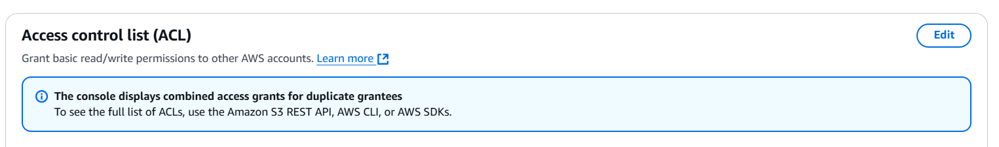 Access control list (ACL)
Edit
Grant basic read/write permissions to other AWS accounts. Learn more
The console displays combined access grants for duplicate grantees
To see the full list of ACLs, use the Amazon S3 REST API, AWS CLI, or AWS SDKs.